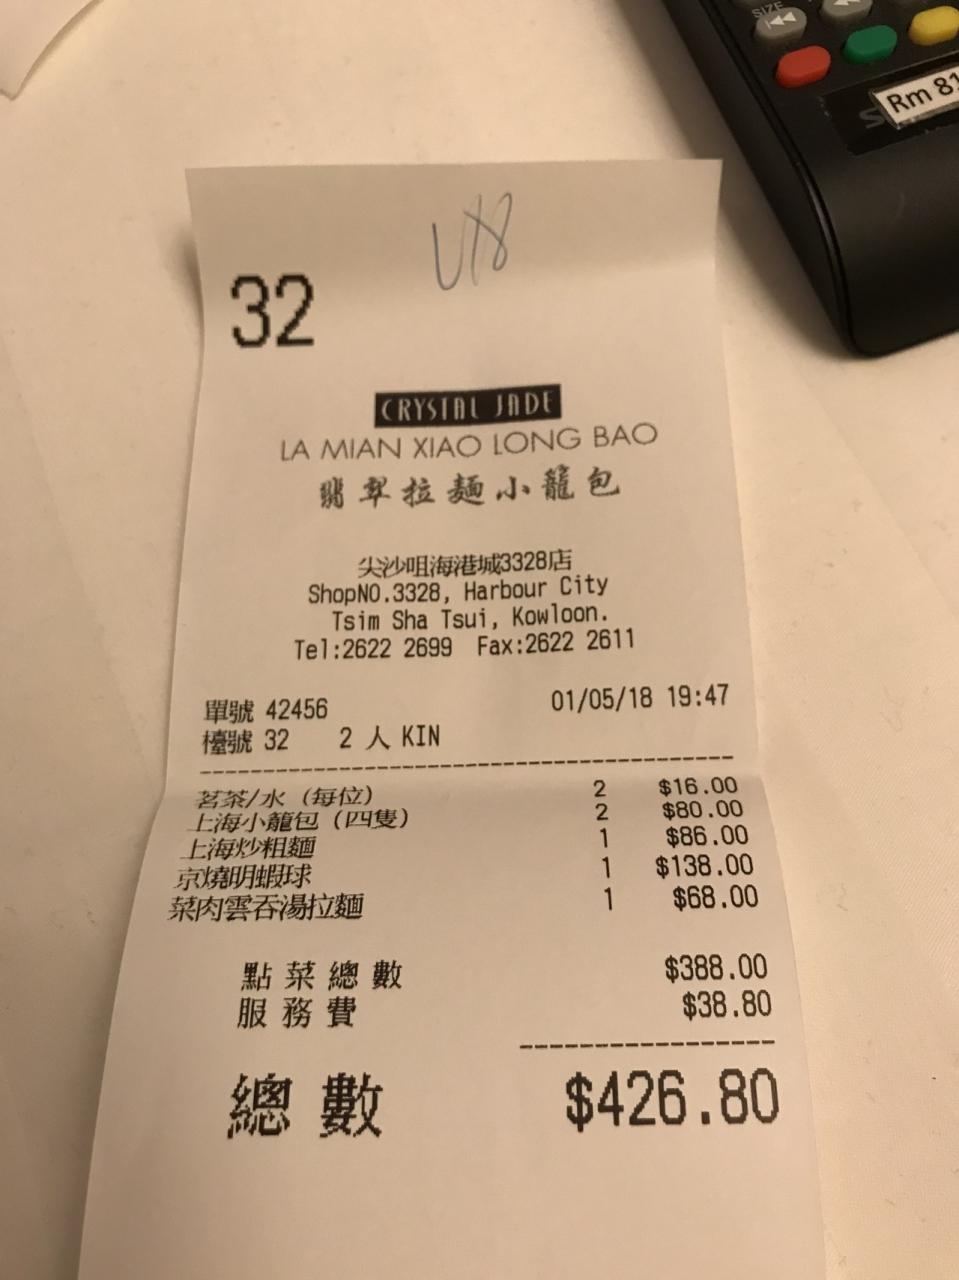 SIZE
Rm 81
32
CRYSTAL JADE
LA MIAN XIAO LONG BAO
翡翠拉麵小籠包
尖沙咀海港城3328店
ShopNO.3328, Harbour City
Tsim Sha Tsui, Kowloon.
Tel:2622 2699 Fax:2622 2611
單號 42456 01/05/18 19:47
檯號 32 2 人 KIN
茗茶/水 (每位) 2 $16.00
上海小籠包 (四隻) 2 $80.00
上海炒粗麵 1 $86.00
京燒明蝦球 1 $138.00
菜肉雲吞湯拉麵 1 $68.00
點菜總數 $388.00
服務費 $38.80
總數 $426.80